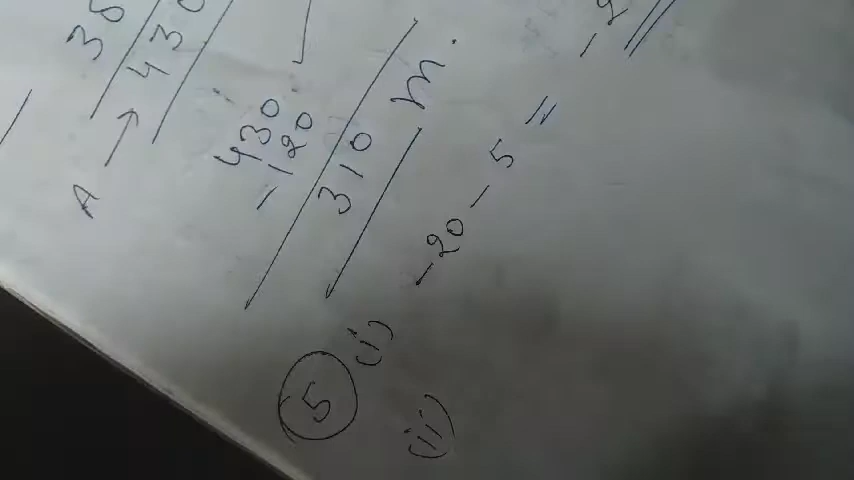 A → 430
430
-120
310 m.
5 (i) -20 - 5 =
(ii)